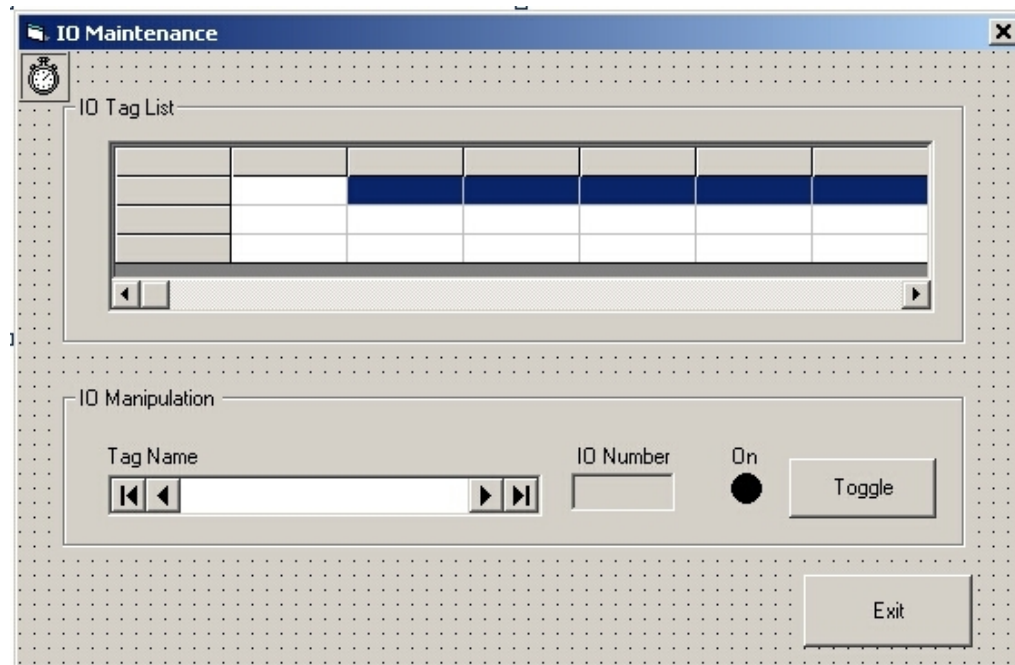 IO Maintenance
IO Tag List
IO Manipulation
Tag Name
IO Number
On
Toggle
Exit